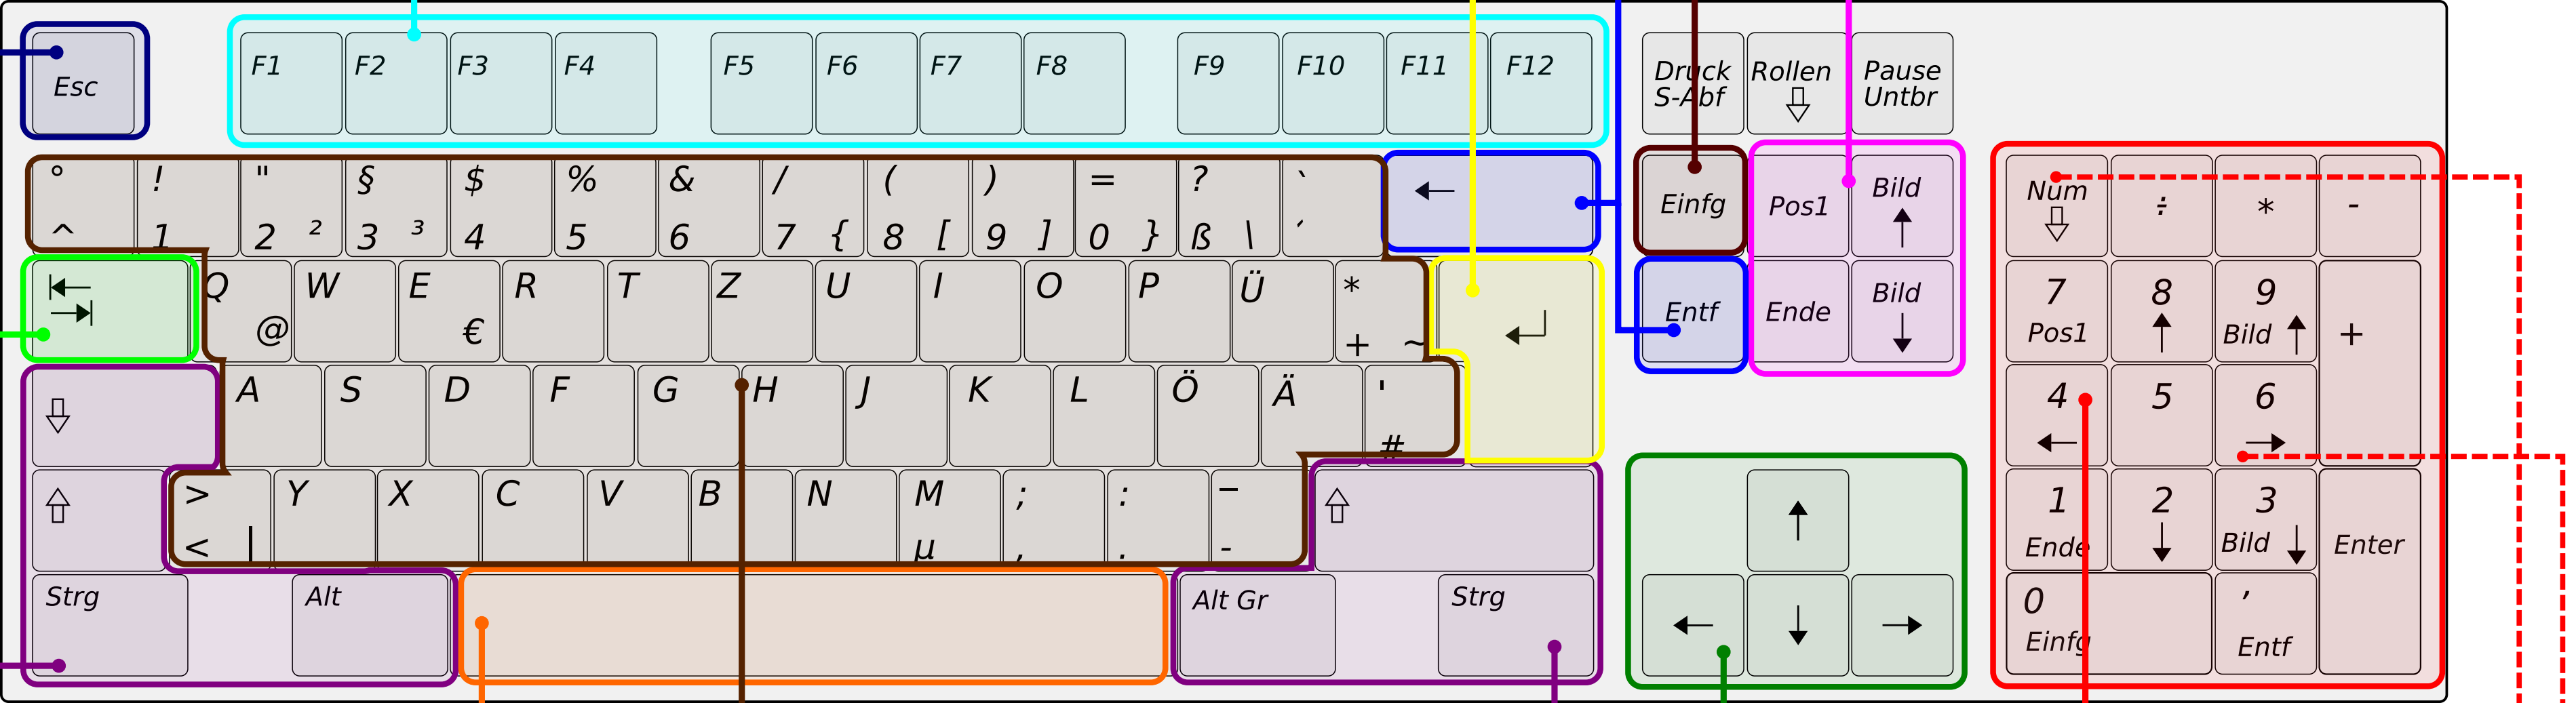 Esc F1 F2 F3 F4 F5 F6 F7 F8 F9 F10 F11 F12 Druck Rollen Pause
S-Abf ⇩ Untbr
° ! " § $ % & / ( ) = ? ` ← Einfg Pos1 Bild ↑ Num ⇩ ÷ * -
^ 1 2 ² 3 ³ 4 5 6 7 { 8 [ 9 ] 0 } ß \ ´
Q W E R T Z U I O P Ü * Entf Ende Bild ↓ 7 8 9 +
@ € + ~ ↵ Pos1 ↑ Bild ↑
⇩ A S D F G H J K L Ö Ä ' 4 5 6
# ← →
⇧ > Y X C V B N M ; : _ ⇧ ↑ 1 2 3
< | µ , . - Ende ↓ Bild ↓ Enter
Strg Alt Alt Gr Strg ← ↓ → 0 ,
Einfg Entf